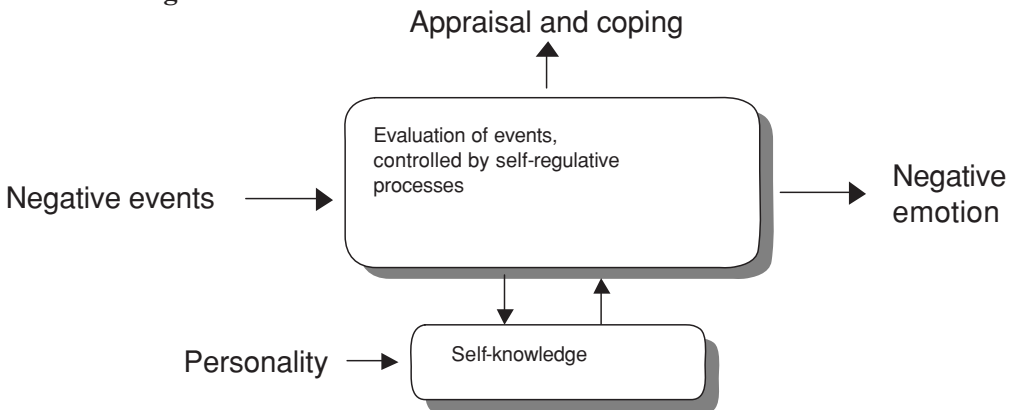 Appraisal and coping
Evaluation of events,
controlled by self-regulative
processes
Negative events
Negative
emotion
Self-knowledge
Personality